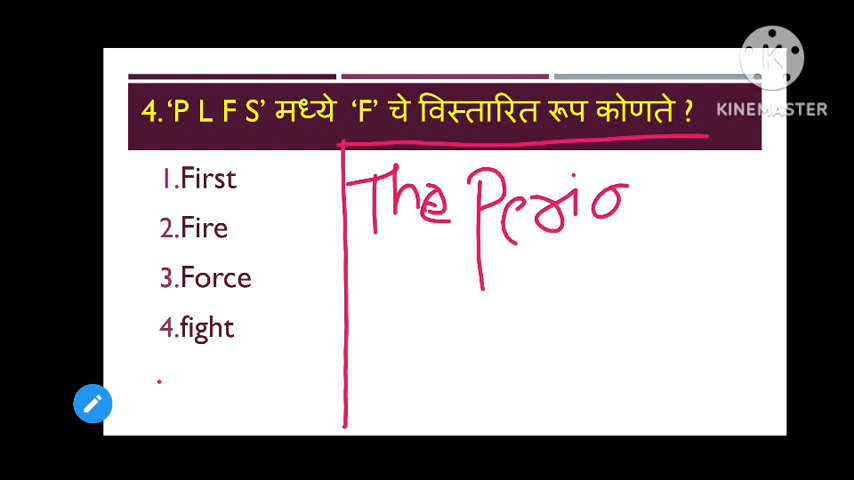 4.‘P L F S’ मध्ये ‘F’ चे विस्तारित रूप कोणते ?
KINEMASTER
1.First
2.Fire
3.Force
4.fight
The Perio